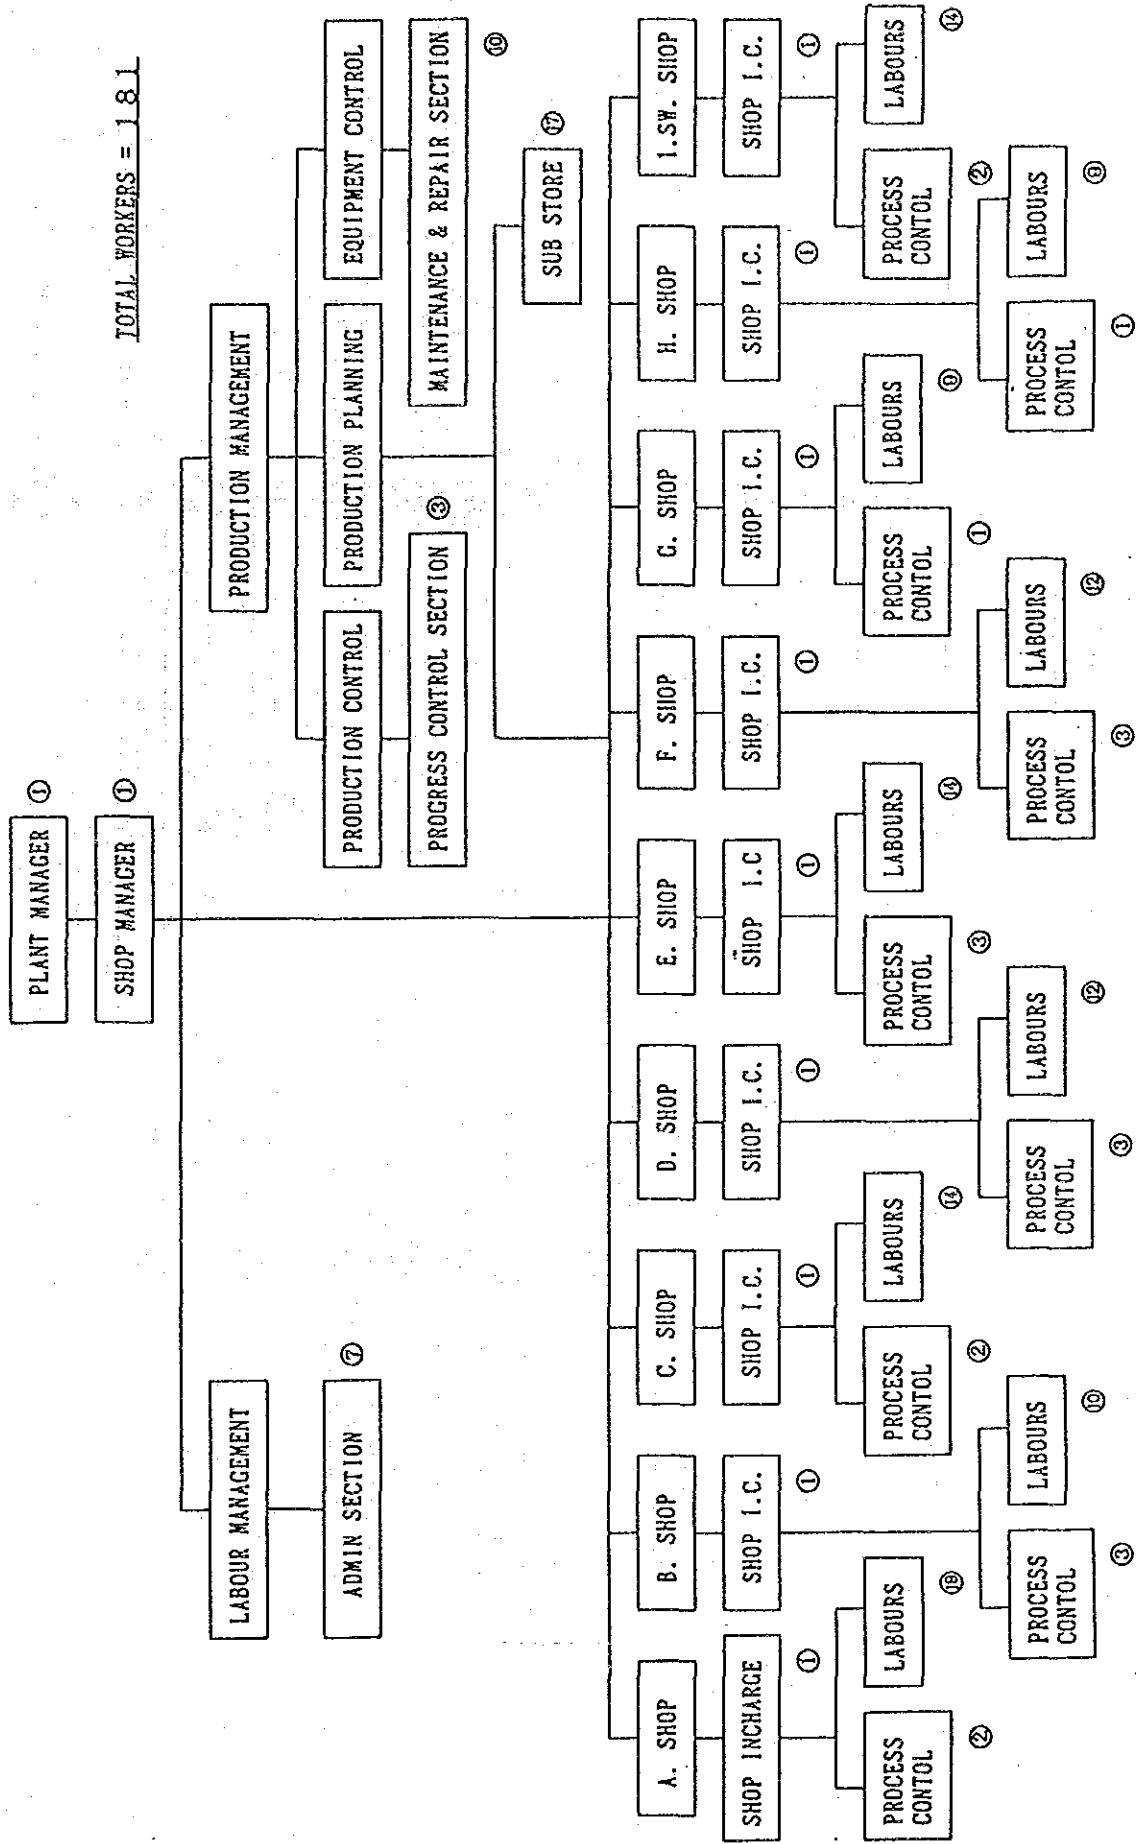 TOTAL WORKERS = 181
PLANT MANAGER ①
SHOP MANAGER ①
LABOUR MANAGEMENT
PRODUCTION MANAGEMENT
ADMIN SECTION ⑦
PRODUCTION CONTROL
PRODUCTION PLANNING
EQUIPMENT CONTROL
PROGRESS CONTROL SECTION ③
MAINTENANCE & REPAIR SECTION
⑩
SUB STORE ⑰
A. SHOP
B. SHOP
C. SHOP
D. SHOP
E. SHOP
F. SHOP
G. SHOP
H. SHOP
I.SW. SHOP
SHOP INCHARGE
SHOP I.C.
SHOP I.C.
SHOP I.C.
SHOP I.C
SHOP I.C.
SHOP I.C.
SHOP I.C.
SHOP I.C.
①
①
①
①
①
①
①
①
①
PROCESS
CONTOL
②
LABOURS
PROCESS
CONTOL
③
LABOURS
⑩
PROCESS
CONTOL
②
LABOURS
⑭
PROCESS
CONTOL
③
LABOURS
⑫
PROCESS
CONTOL
③
LABOURS
⑭
PROCESS
CONTOL
③
LABOURS
⑫
PROCESS
CONTOL
①
LABOURS
⑨
PROCESS
CONTOL
①
LABOURS
PROCESS
CONTOL
②
LABOURS
⑭